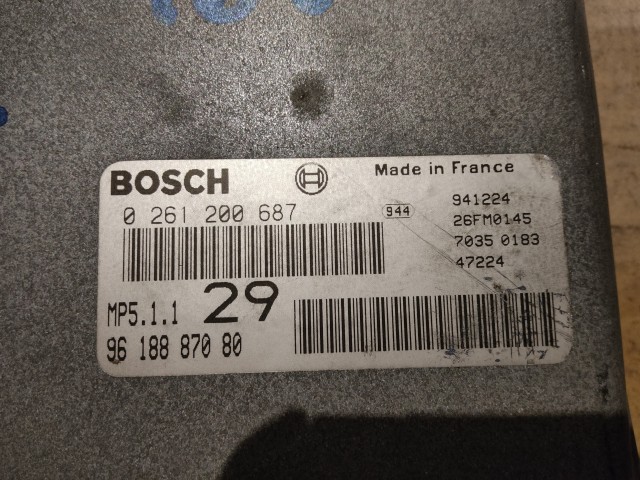 BOSCH
Made in France
0 261 200 687
944
941224
26FM0145
7035 0183
47224
MP5.1.1
29
96 188 870 80